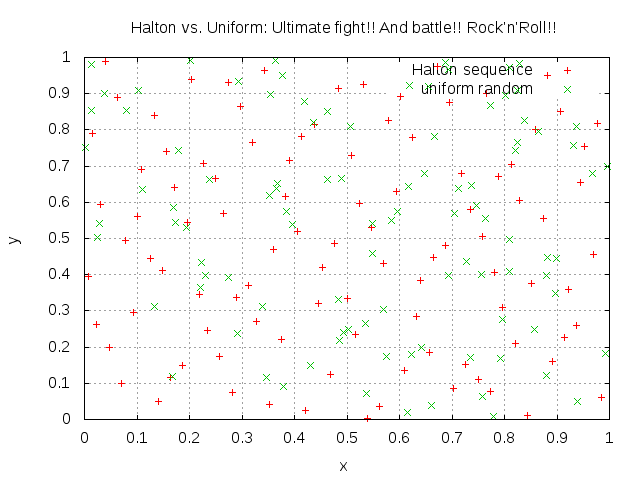 Halton vs. Uniform: Ultimate fight!! And battle!! Rock'n'Roll!!
1
0.9
0.8
0.7
0.6
0.5
0.4
0.3
0.2
0.1
0
y
Halton sequence
uniform random
0 0.1 0.2 0.3 0.4 0.5 0.6 0.7 0.8 0.9 1
x